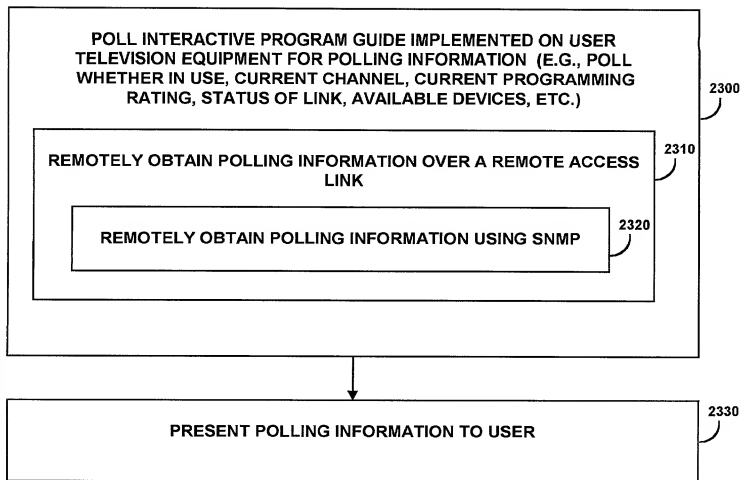 POLL INTERACTIVE PROGRAM GUIDE IMPLEMENTED ON USER
TELEVISION EQUIPMENT FOR POLLING INFORMATION (E.G., POLL
WHETHER IN USE, CURRENT CHANNEL, CURRENT PROGRAMMING
RATING, STATUS OF LINK, AVAILABLE DEVICES, ETC.)
2300
REMOTELY OBTAIN POLLING INFORMATION OVER A REMOTE ACCESS
LINK
2310
REMOTELY OBTAIN POLLING INFORMATION USING SNMP
2320
PRESENT POLLING INFORMATION TO USER
2330